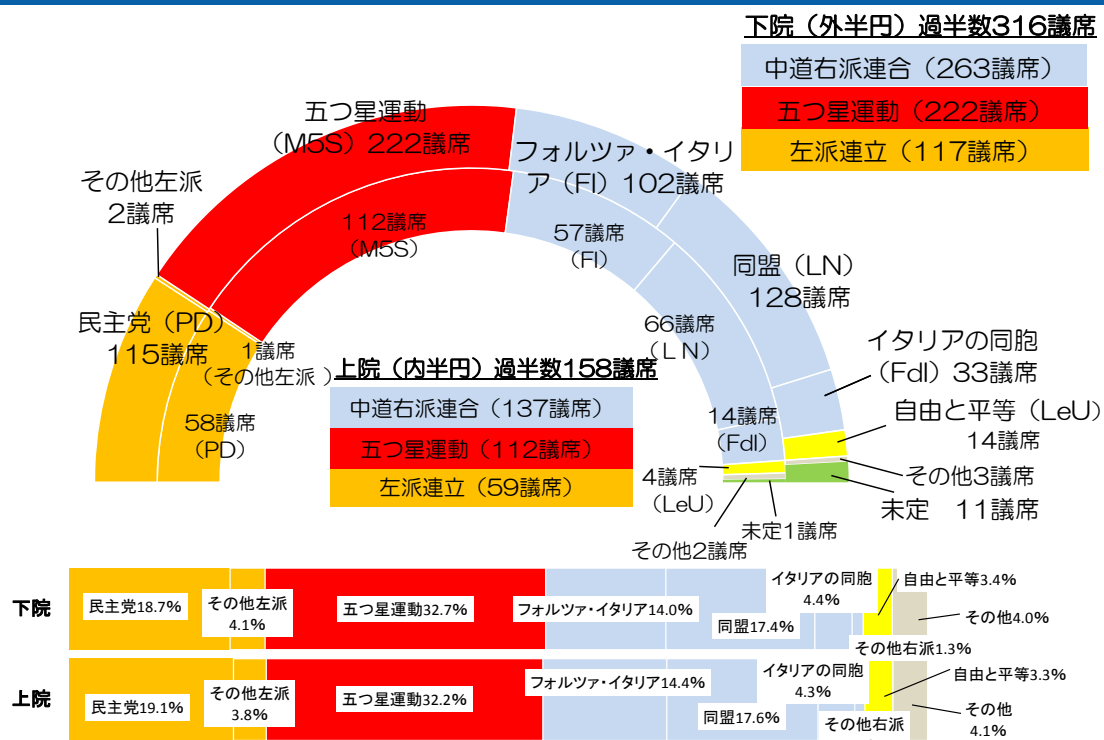 下院（外半円）過半数316議席
中道右派連合（263議席）
五つ星運動（222議席）
左派連立（117議席）
五つ星運動
（M5S）222議席
フォルツァ・イタリ
ア（FI）102議席
その他左派
2議席
112議席
（M5S）
57議席
（FI）
同盟（LN）
128議席
民主党（PD）
115議席
66議席
（ＬＮ）
1議席
（その他左派 ）
イタリアの同胞
（FdI）33議席
上院（内半円）過半数158議席
中道右派連合（137議席）
五つ星運動（112議席）
左派連立（59議席）
58議席
（PD）
14議席
（FdI）
自由と平等（LeU）
14議席
4議席
（LeU）
その他3議席
未定　11議席
未定1議席
その他2議席
下院
民主党18.7%
その他左派
4.1%
五つ星運動32.7%
フォルツァ・イタリア14.0%
同盟17.4%
イタリアの同胞
4.4%
自由と平等3.4%
その他4.0%
その他右派1.3%
上院
民主党19.1%
その他左派
3.8%
五つ星運動32.2%
フォルツァ・イタリア14.4%
同盟17.6%
イタリアの同胞
4.3%
その他右派
自由と平等3.3%
その他
4.1%